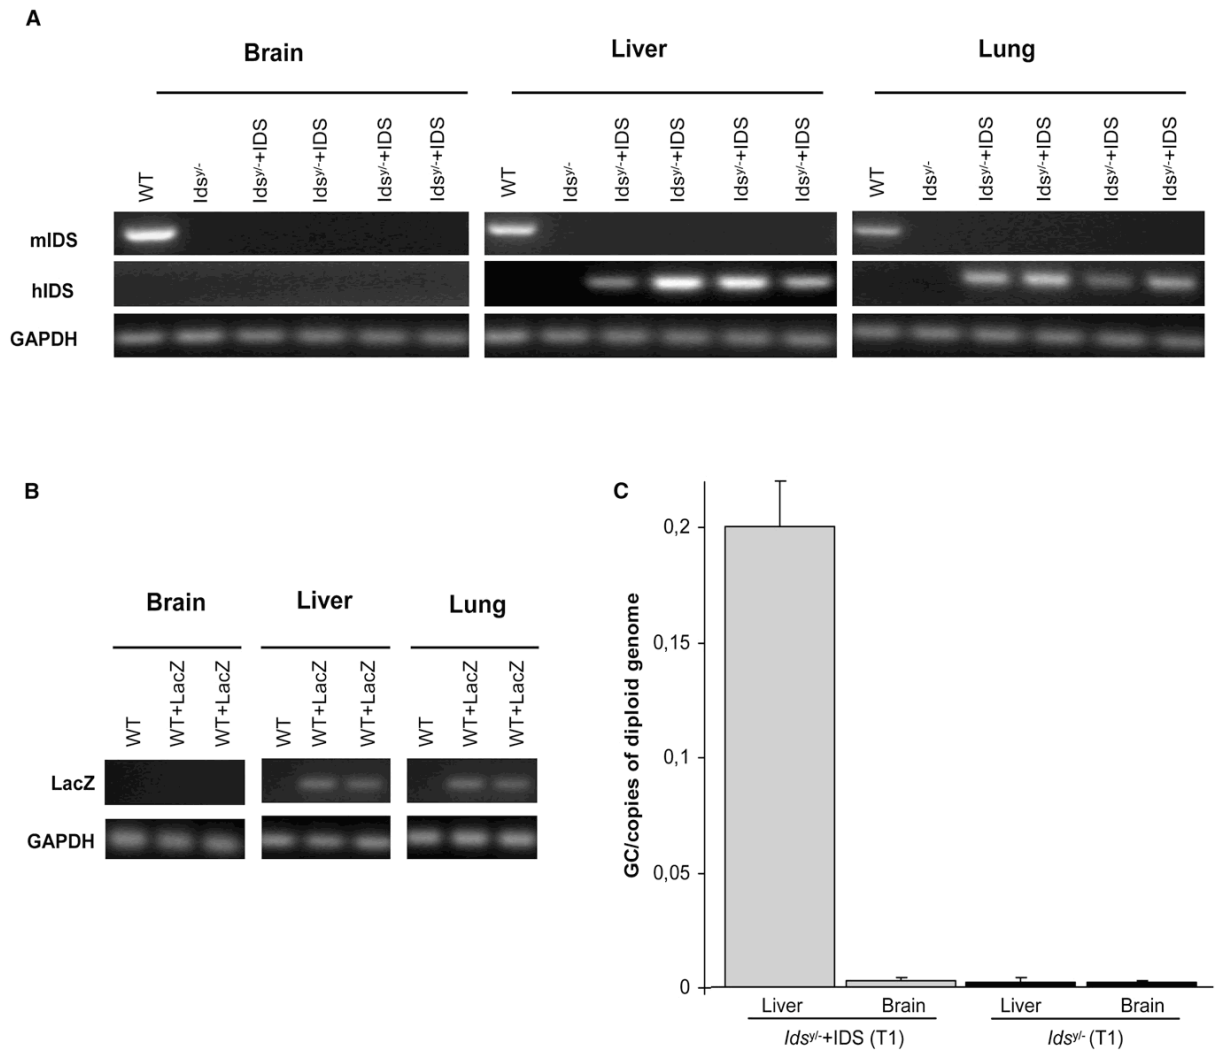 A
Brain Liver Lung
WT Idsy/- Idsy/-+IDS Idsy/-+IDS Idsy/-+IDS Idsy/-+IDS WT Idsy/- Idsy/-+IDS Idsy/-+IDS Idsy/-+IDS Idsy/-+IDS WT Idsy/- Idsy/-+IDS Idsy/-+IDS Idsy/-+IDS Idsy/-+IDS
mIDS
hIDS
GAPDH
B
Brain Liver Lung
WT WT+LacZ WT+LacZ WT WT+LacZ WT+LacZ WT WT+LacZ WT+LacZ
LacZ
GAPDH
C
GC/copies of diploid genome
0,2
0,15
0,1
0,05
0
Liver Brain Liver Brain
Idsy/-+IDS (T1) Idsy/- (T1)